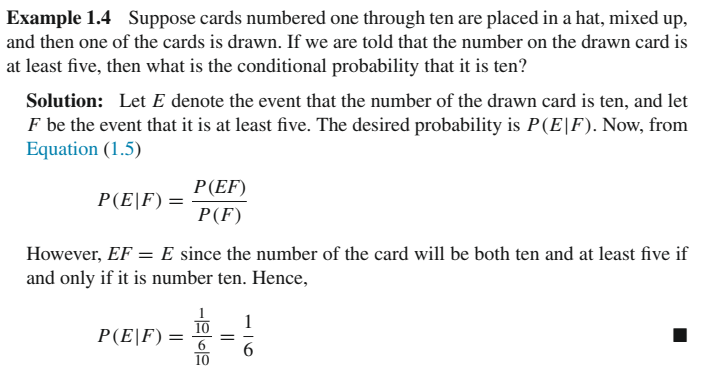 Example 1.4 Suppose cards numbered one through ten are placed in a hat, mixed up,
and then one of the cards is drawn. If we are told that the number on the drawn card is
at least five, then what is the conditional probability that it is ten?
Solution: Let E denote the event that the number of the drawn card is ten, and let
F be the event that it is at least five. The desired probability is P(E|F). Now, from
Equation (1.5)
P(E|F) = P(EF) / P(F)
However, EF = E since the number of the card will be both ten and at least five if
and only if it is number ten. Hence,
P(E|F) = (1/10) / (6/10) = 1/6 ■